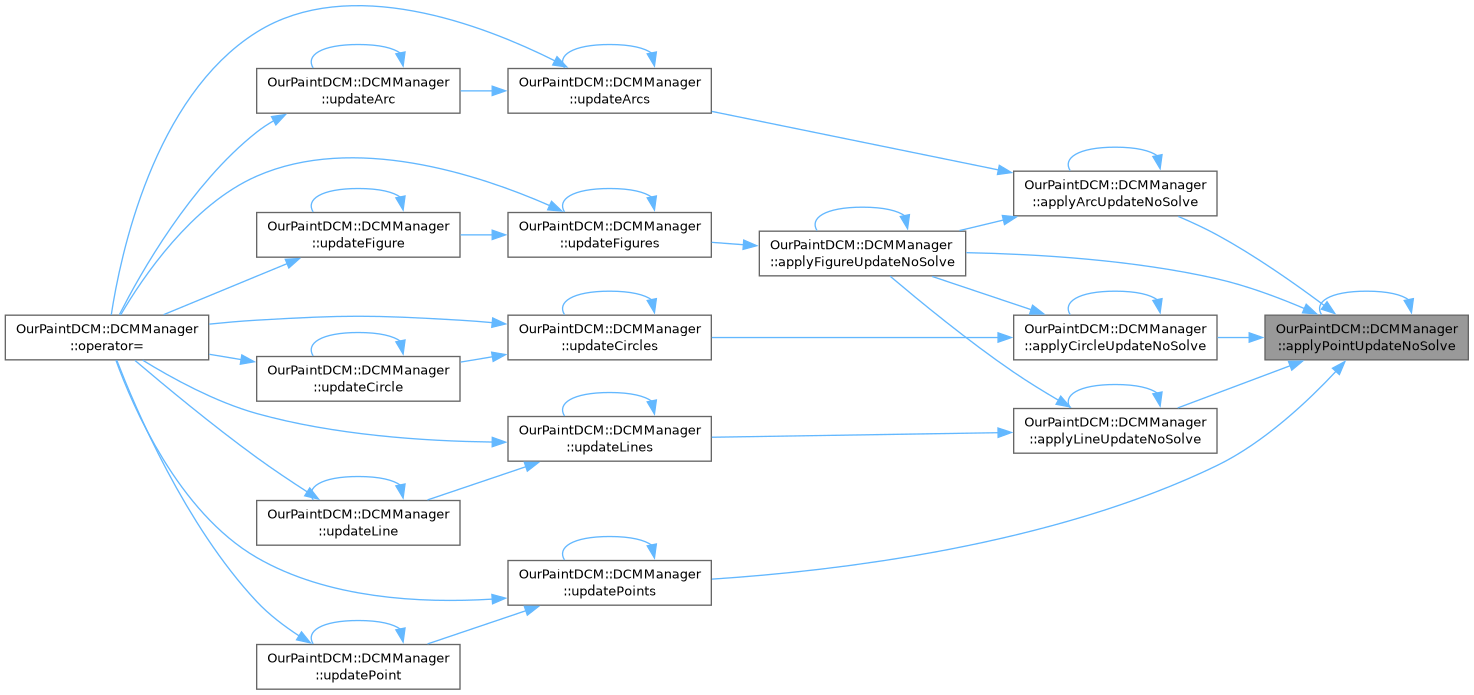 OurPaintDCM::DCMManager
::updateArc
OurPaintDCM::DCMManager
::updateArcs
OurPaintDCM::DCMManager
::applyArcUpdateNoSolve
OurPaintDCM::DCMManager
::updateFigure
OurPaintDCM::DCMManager
::updateFigures
OurPaintDCM::DCMManager
::applyFigureUpdateNoSolve
OurPaintDCM::DCMManager
::operator=
OurPaintDCM::DCMManager
::updateCircles
OurPaintDCM::DCMManager
::applyCircleUpdateNoSolve
OurPaintDCM::DCMManager
::applyPointUpdateNoSolve
OurPaintDCM::DCMManager
::updateCircle
OurPaintDCM::DCMManager
::updateLines
OurPaintDCM::DCMManager
::applyLineUpdateNoSolve
OurPaintDCM::DCMManager
::updateLine
OurPaintDCM::DCMManager
::updatePoints
OurPaintDCM::DCMManager
::updatePoint